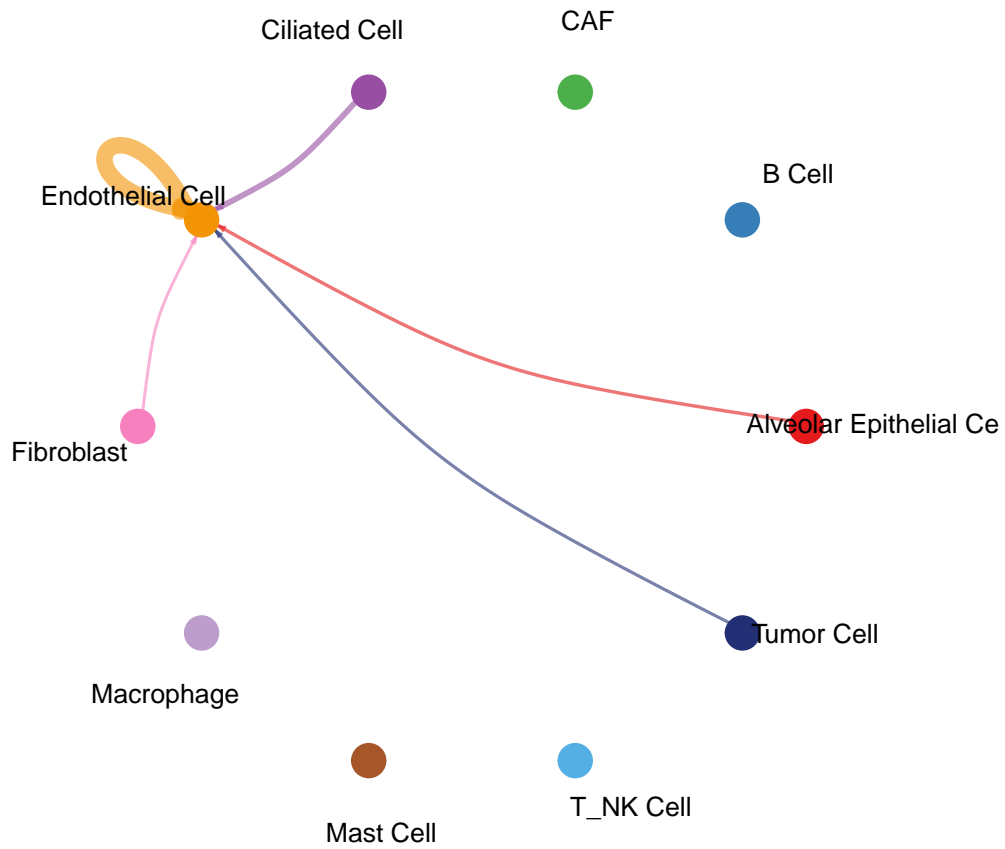 CAF
Ciliated Cell
B Cell
Endothelial Cell
Alveolar Epithelial Ce
Fibroblast
Tumor Cell
Macrophage
T_NK Cell
Mast Cell